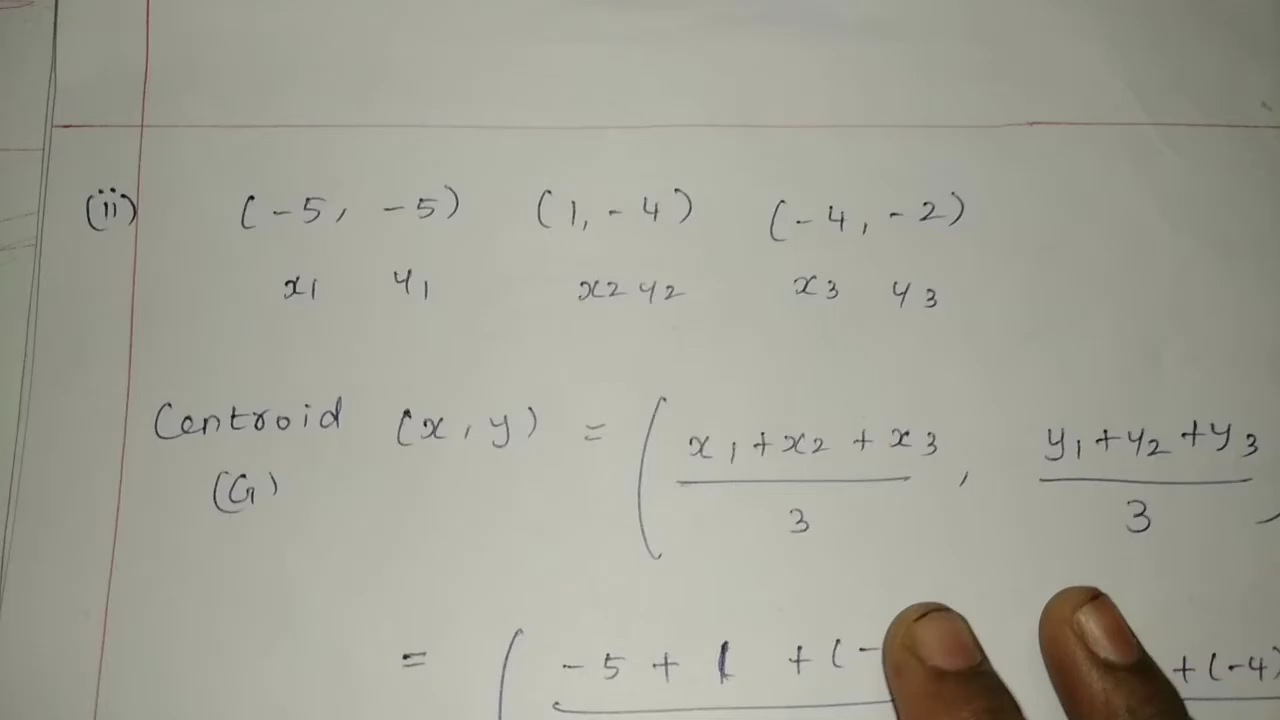 (ii) (-5, -5) (1, -4) (-4, -2)
x1 y1 x2 y2 x3 y3
Centroid (x, y) = ( x1 + x2 + x3 / 3 , y1 + y2 + y3 / 3
(G)
= ( -5 + 1 + (- + (-4)